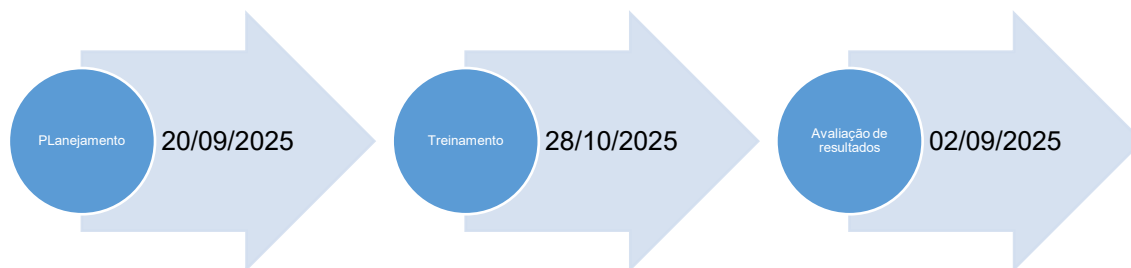 PLanejamento
20/09/2025
Treinamento
28/10/2025
Avaliação de
resultados
02/09/2025